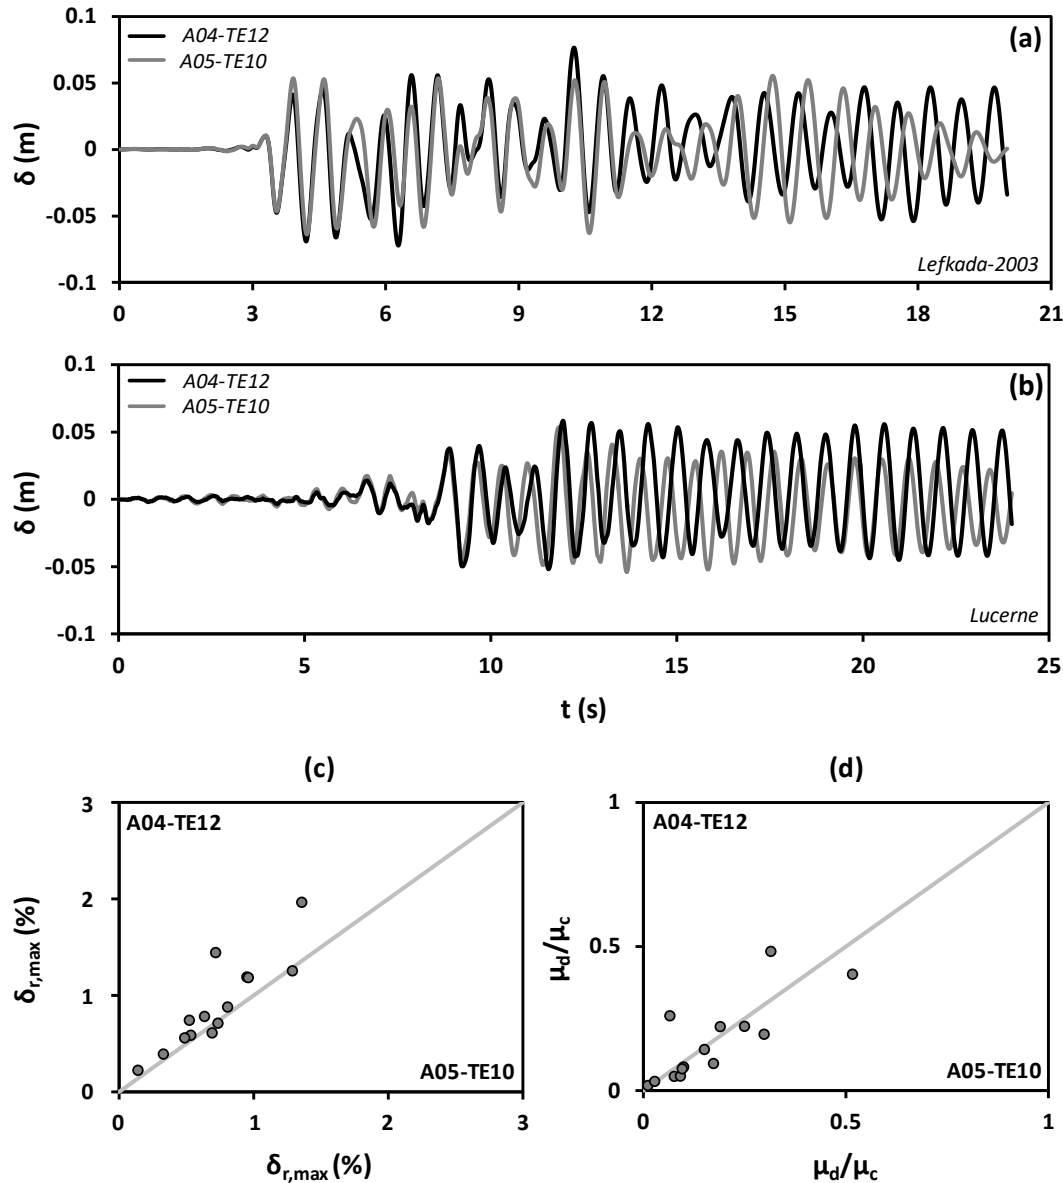 0.1
A04-TE12
(a)
A05-TE10
0.05
δ (m)
0
-0.05
Lefkada-2003
-0.1
0 3 6 9 12 15 18 21
0.1
A04-TE12
(b)
A05-TE10
0.05
δ (m)
0
-0.05
Lucerne
-0.1
0 5 10 15 20 25
t (s)
(c)
3
A04-TE12
2
δr,max (%)
1
A05-TE10
0
0 1 2 3
δr,max (%)
(d)
1
A04-TE12
μd/μc
0.5
A05-TE10
0
0 0.5 1
μd/μc